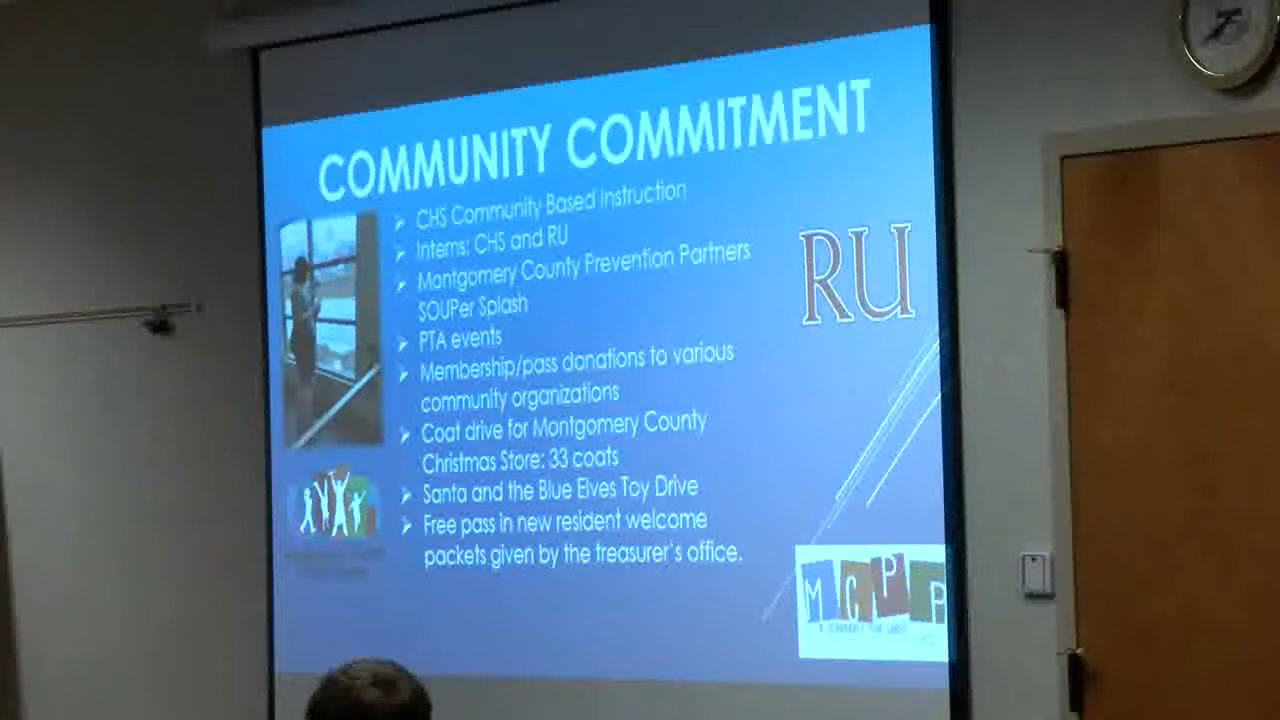 COMMUNITY COMMITMENT
➢ CHS Community Based Instruction
➢ Interns: CHS and RU
➢ Montgomery County Prevention Partners
SOUPer Splash
➢ PTA events
➢ Membership/pass donations to various
community organizations
➢ Coat drive for Montgomery County
Christmas Store: 33 coats
➢ Santa and the Blue Elves Toy Drive
➢ Free pass in new resident welcome
packets given by the treasurer's office.
RU
MCPP